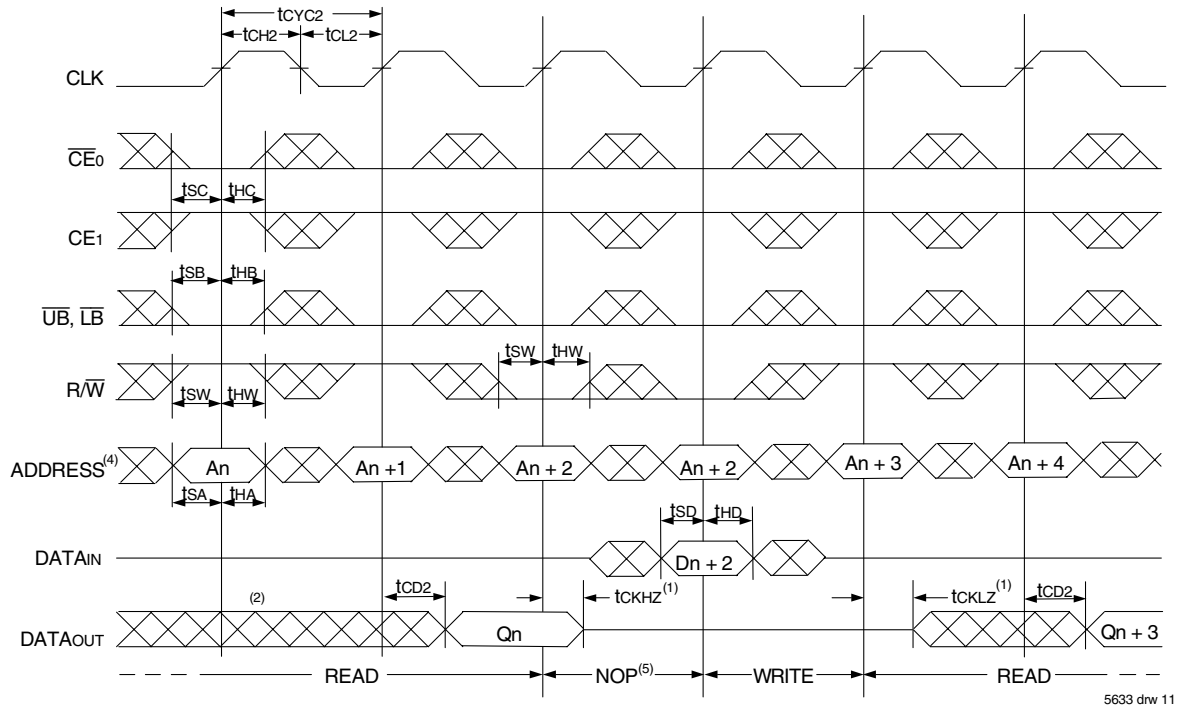 tCYC2
tCH2 tCL2
CLK
CE0
tSC tHC
CE1
tSB tHB
UB, LB
tSW tHW
R/W
tSW tHW
ADDRESS(4) An An +1 An + 2 An + 2 An + 3 An + 4
tSA tHA
tSD tHD
DATAIN Dn + 2
tCD2 tCKHZ(1) tCKLZ(1) tCD2
(2)
DATAOUT Qn Qn + 3
READ NOP(5) WRITE READ
5633 drw 11